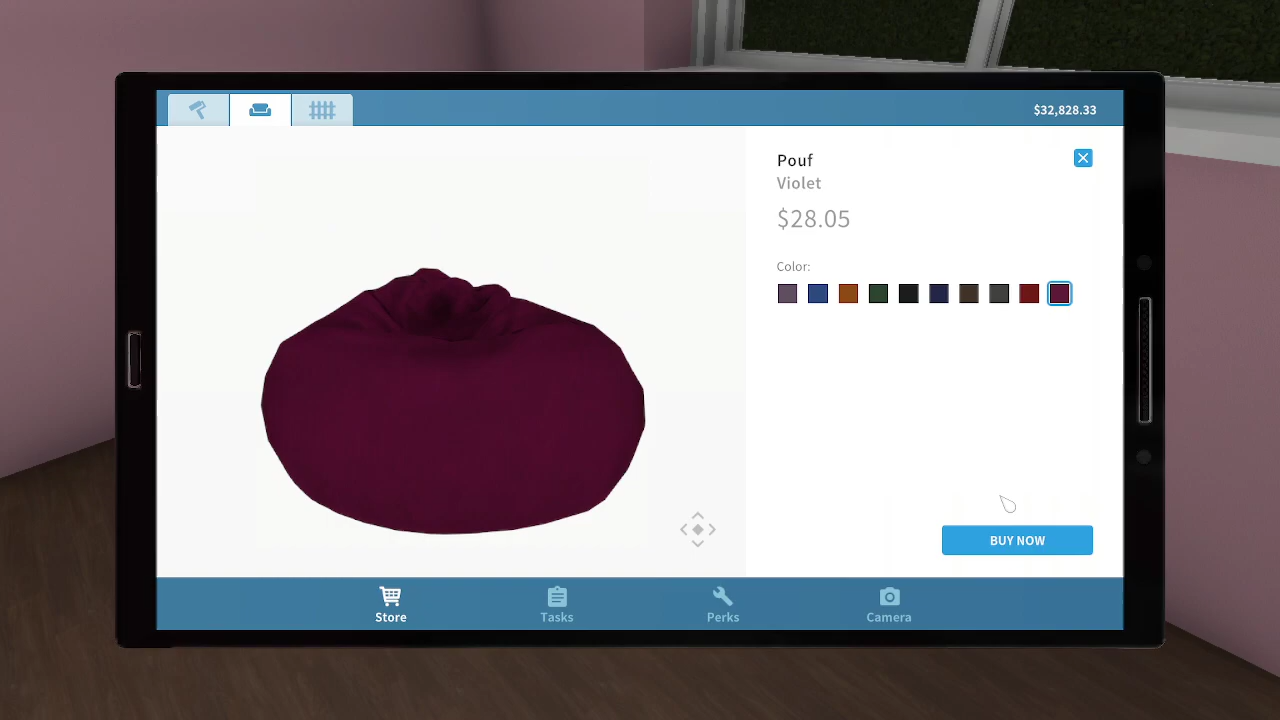 $32,828.33
Pouf
Violet
$28.05
Color:
BUY NOW
Store
Tasks
Perks
Camera